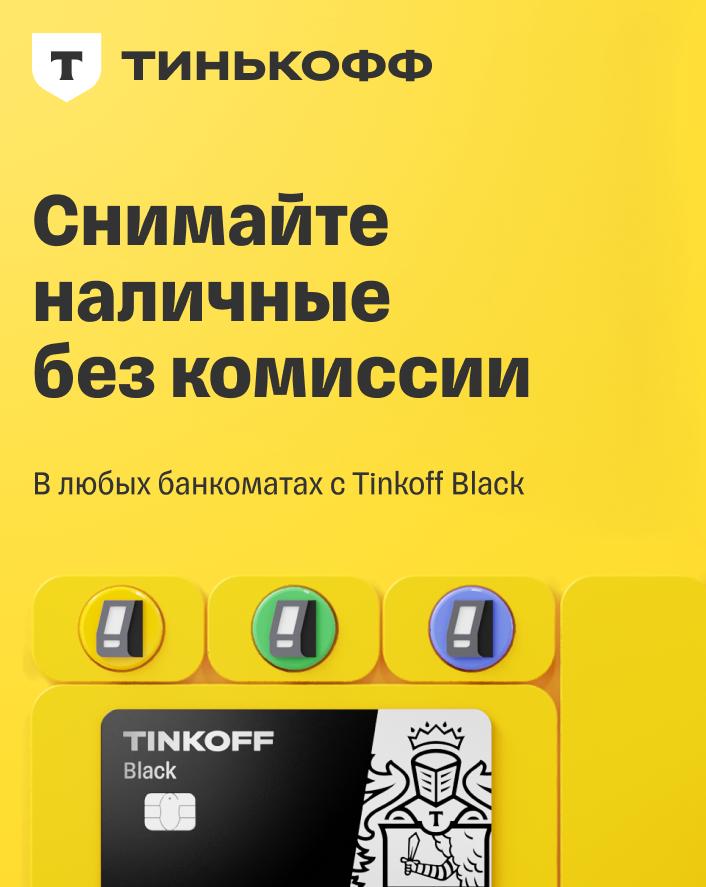 Т ТИНЬКОФФ
Снимайте
наличные
без комиссии
В любых банкоматах с Tinkoff Black
TINKOFF
Black
T